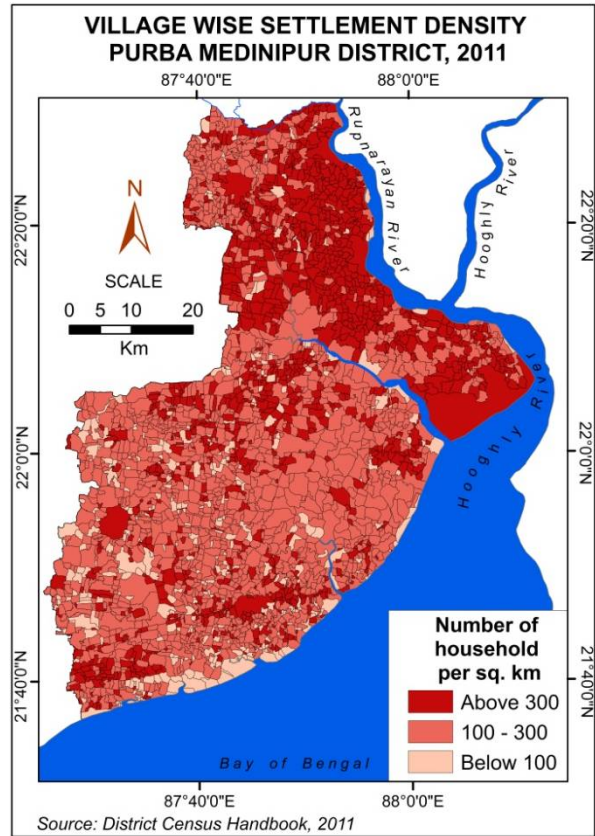 VILLAGE WISE SETTLEMENT DENSITY
PURBA MEDINIPUR DISTRICT, 2011
87°40'0"E
88°0'0"E
Rupnarayan River
Hooghly River
22°20'0"N
22°20'0"N
N
SCALE
0 5 10 20
Km
Hooghly River
22°0'0"N
22°0'0"N
Number of
household
per sq. km
Above 300
100 - 300
Below 100
21°40'0"N
21°40'0"N
Bay of Bengal
87°40'0"E
88°0'0"E
Source: District Census Handbook, 2011